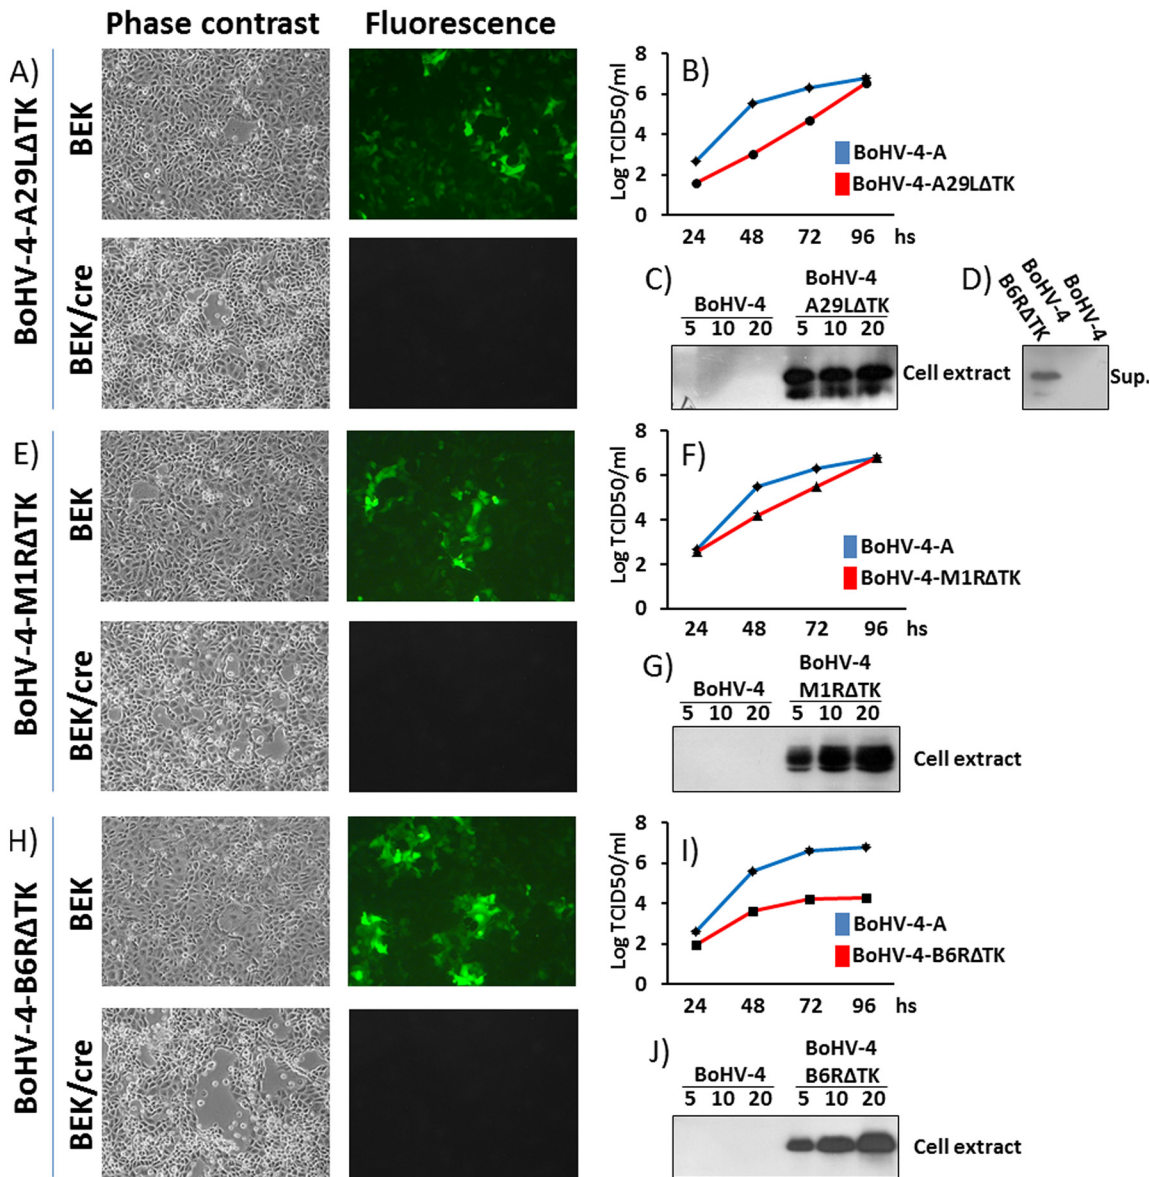 Phase contrast Fluorescence
A)
BoHV-4-A29LΔTK
BEK
BEK/cre
B)
Log TCID50/ml
8
6
4
2
0
24 48 72 96 hs
BoHV-4-A
BoHV-4-A29LΔTK
C)
BoHV-4
BoHV-4
A29LΔTK
5 10 20 5 10 20
Cell extract
D)
BoHV-4
B6RΔTK
BoHV-4
Sup.
E)
BoHV-4-M1RΔTK
BEK
BEK/cre
F)
Log TCID50/ml
8
6
4
2
0
24 48 72 96 hs
BoHV-4-A
BoHV-4-M1RΔTK
G)
BoHV-4
BoHV-4
M1RΔTK
5 10 20 5 10 20
Cell extract
H)
BoHV-4-B6RΔTK
BEK
BEK/cre
I)
Log TCID50/ml
8
6
4
2
0
24 48 72 96 hs
BoHV-4-A
BoHV-4-B6RΔTK
J)
BoHV-4
BoHV-4
B6RΔTK
5 10 20 5 10 20
Cell extract